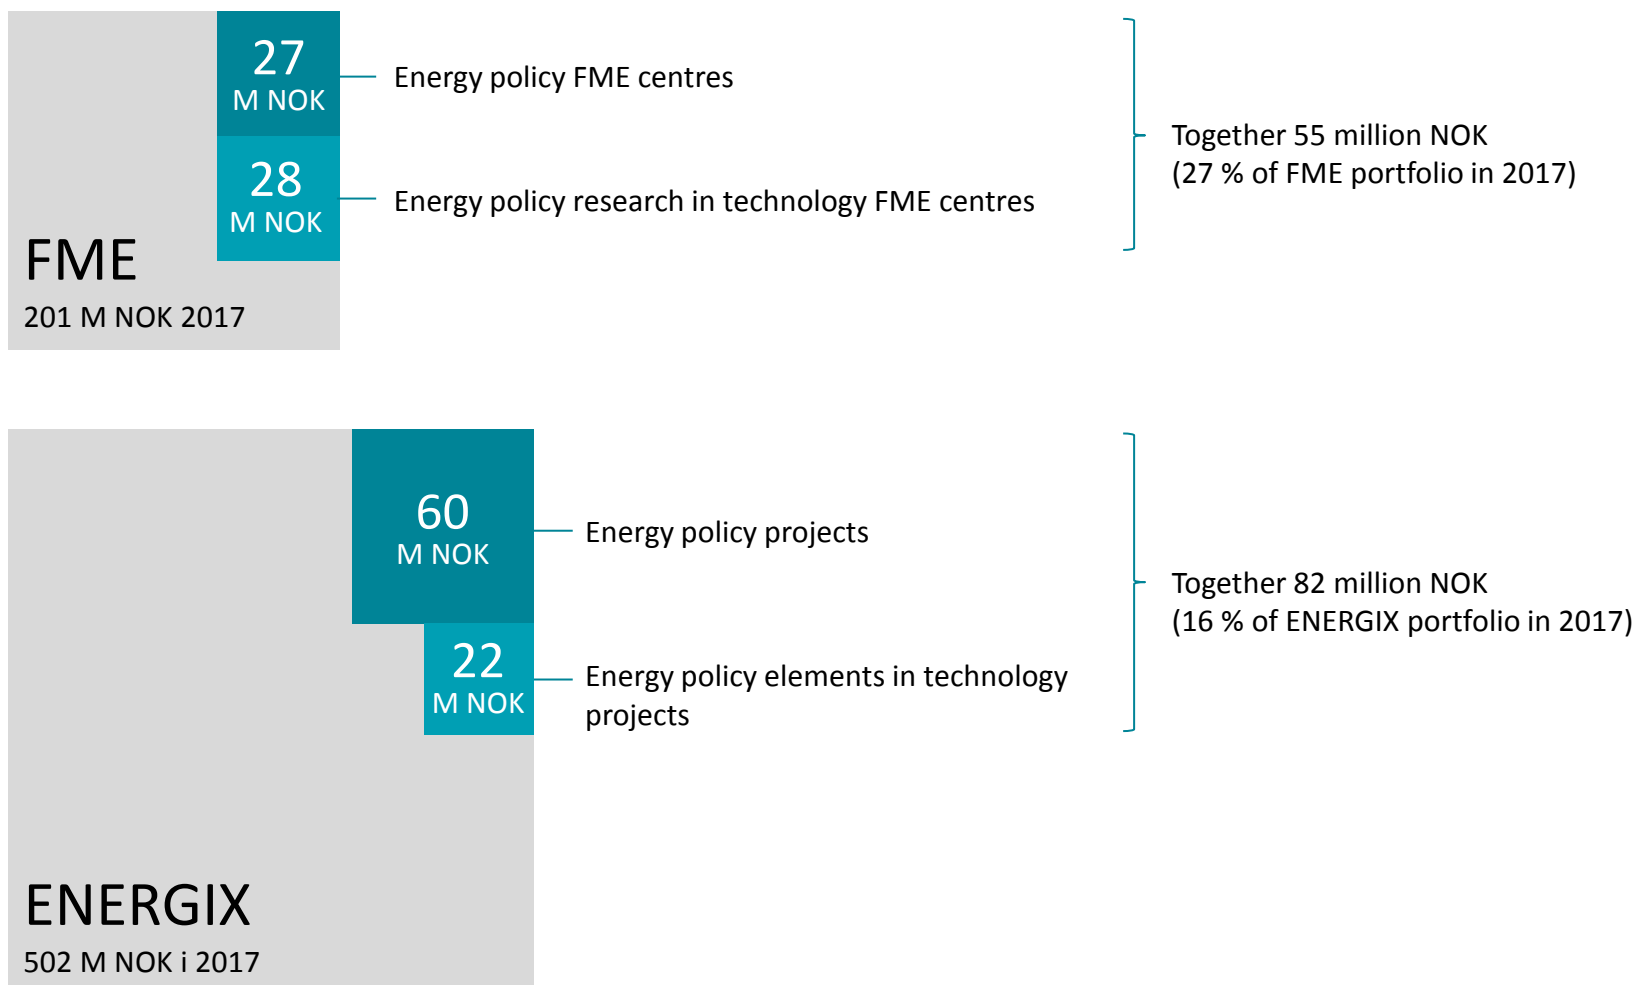 27
M NOK
Energy policy FME centres
28
M NOK
Energy policy research in technology FME centres
Together 55 million NOK
(27 % of FME portfolio in 2017)
FME
201 M NOK 2017
60
M NOK
Energy policy projects
22
M NOK
Energy policy elements in technology
projects
Together 82 million NOK
(16 % of ENERGIX portfolio in 2017)
ENERGIX
502 M NOK i 2017